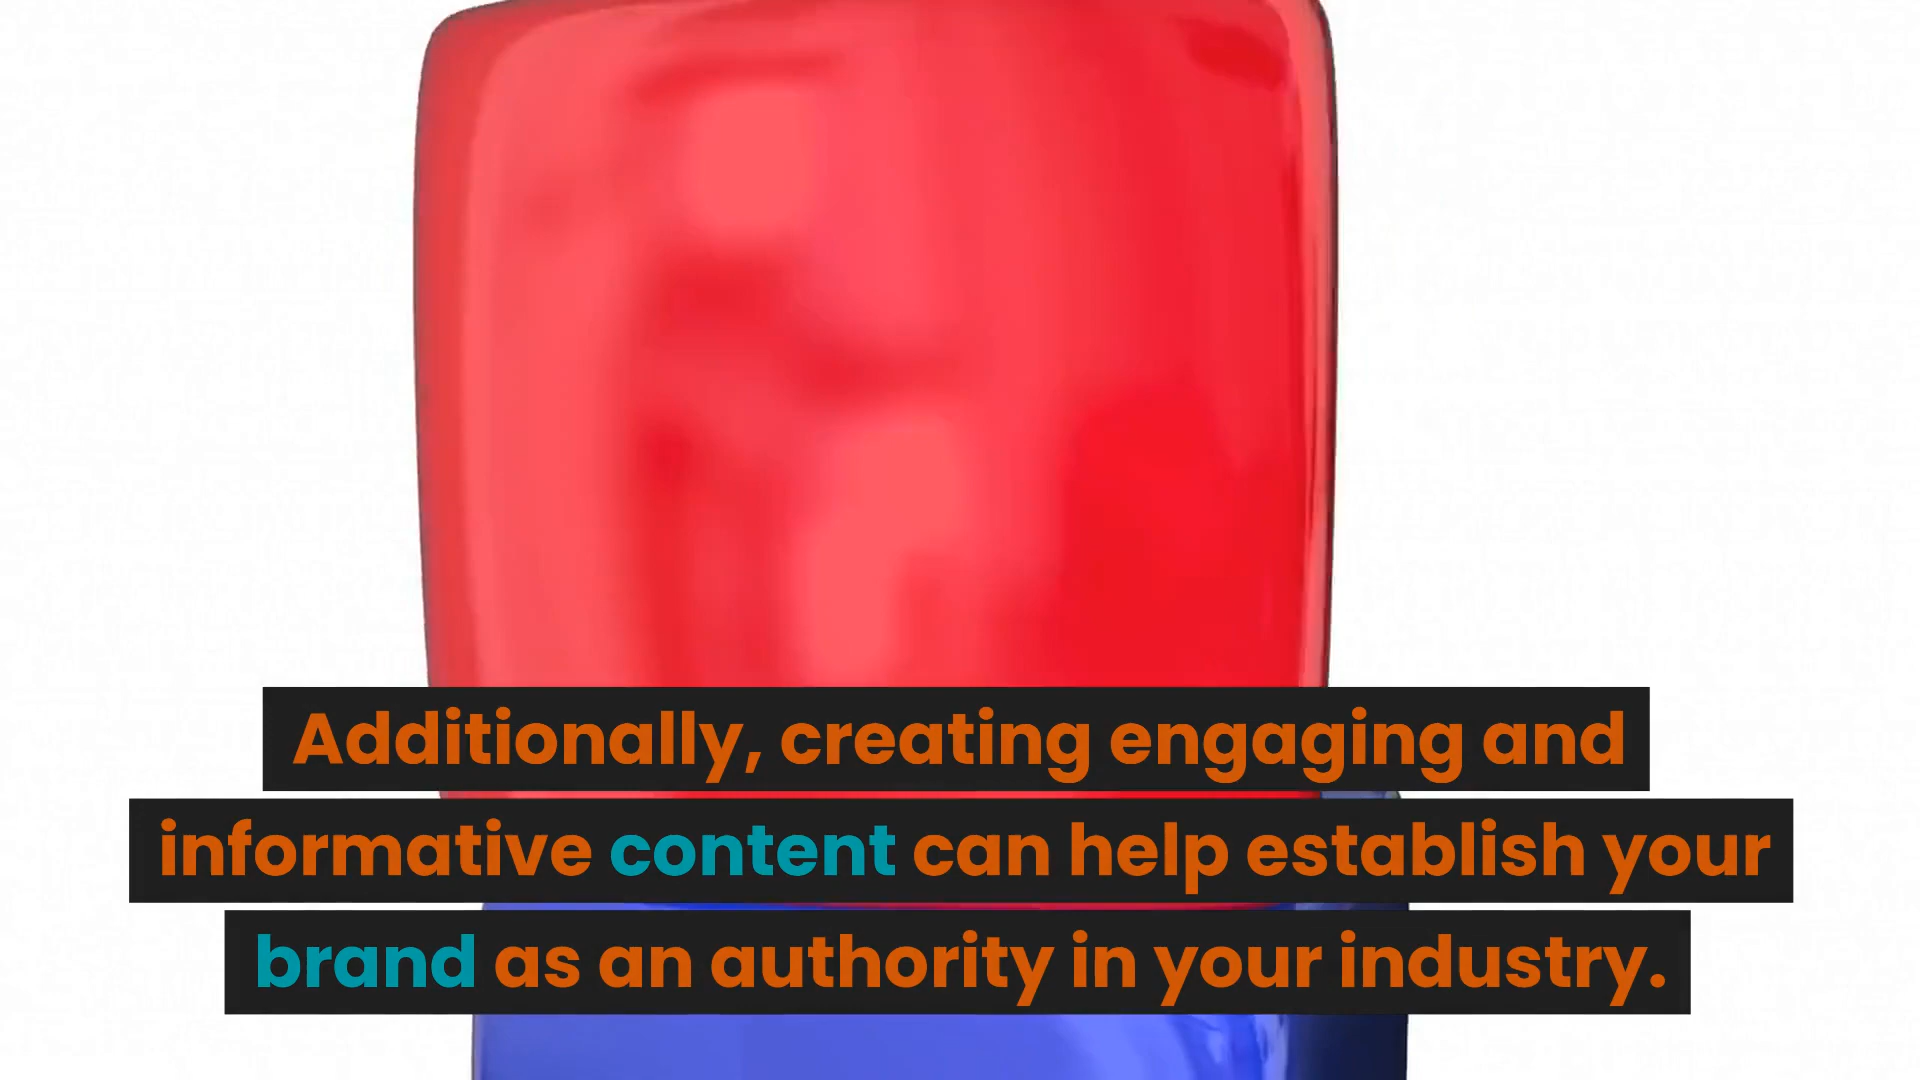 Additionally, creating engaging and
informative content can help establish your
brand as an authority in your industry.